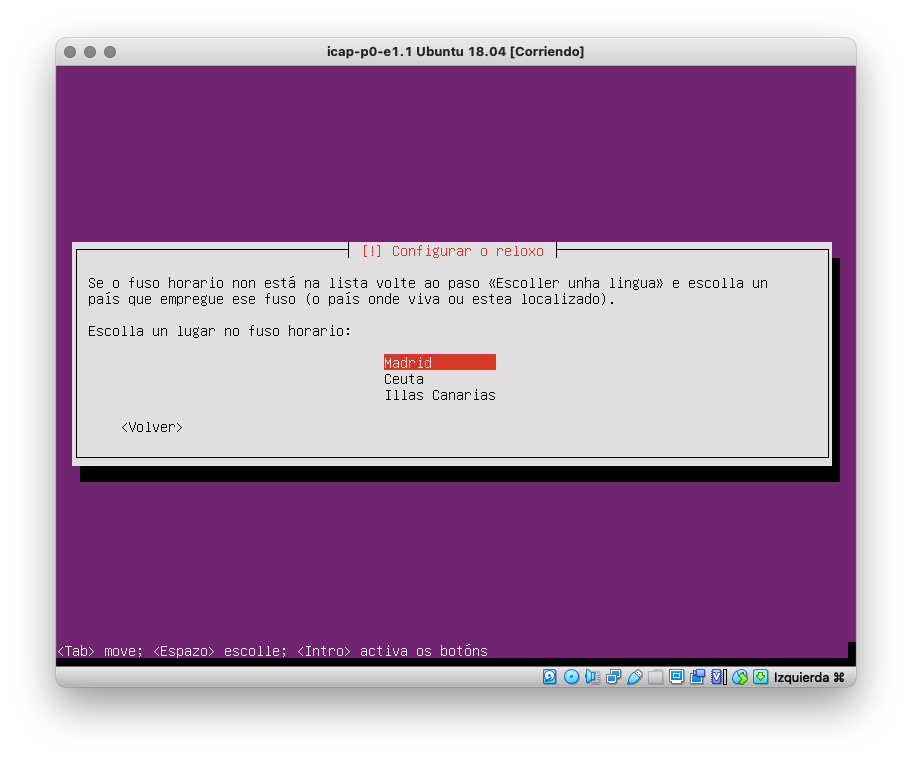 icap-p0-e1.1 Ubuntu 18.04 [Corriendo]
[!] Configurar o reloxo
Se o fuso horario non está na lista volte ao paso «Escoller unha lingua» e escolla un
país que empregue ese fuso (o país onde viva ou estea localizado).
Escolla un lugar no fuso horario:
Madrid
Ceuta
Illas Canarias
<Volver>
<Tab> move; <Espazo> escolle; <Intro> activa os botóns
Izquierda ⌘